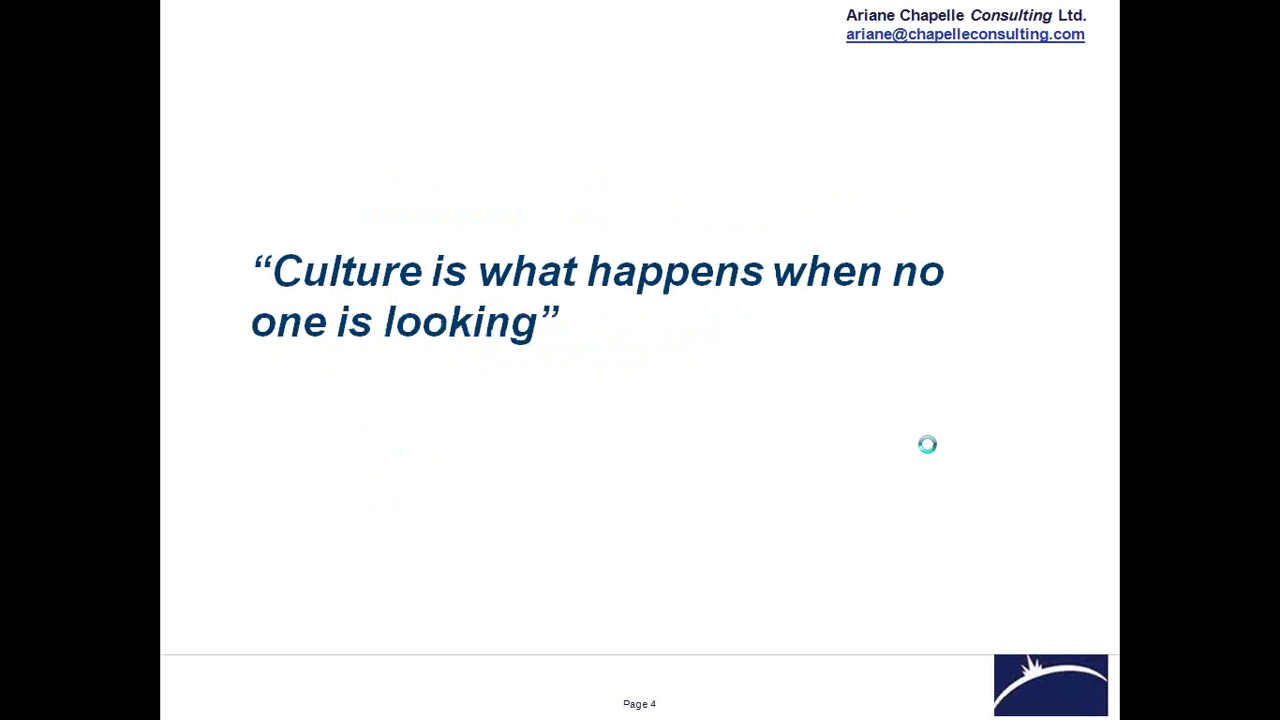 Ariane Chapelle Consulting Ltd.
ariane@chapelleconsulting.com
“Culture is what happens when no
one is looking”
Page 4